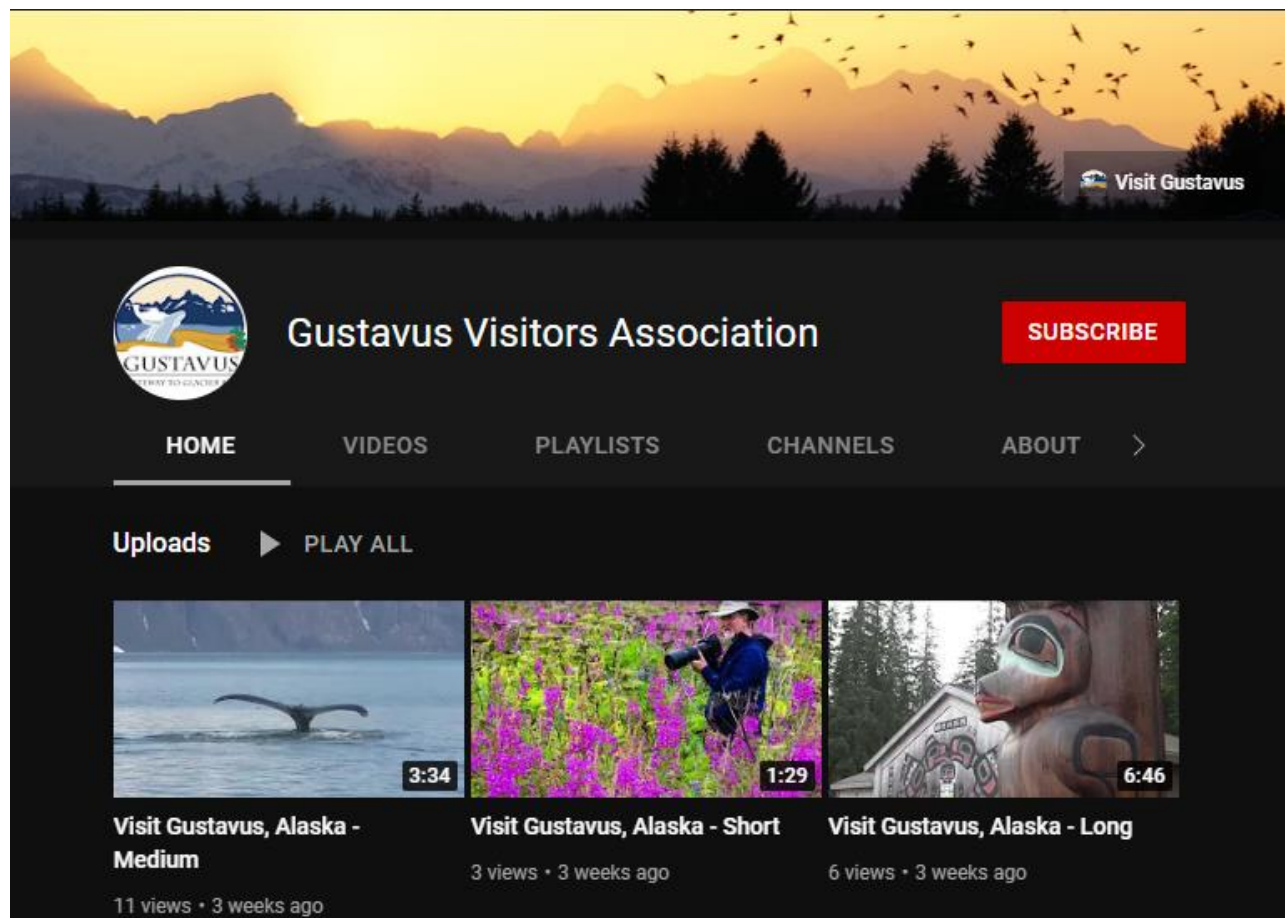 Visit Gustavus
GUSTAVUS
Gustavus Visitors Association
SUBSCRIBE
HOME VIDEOS PLAYLISTS CHANNELS ABOUT
Uploads PLAY ALL
3:34 1:29 6:46
Visit Gustavus, Alaska -
Medium
11 views • 3 weeks ago
Visit Gustavus, Alaska - Short
3 views • 3 weeks ago
Visit Gustavus, Alaska - Long
6 views • 3 weeks ago